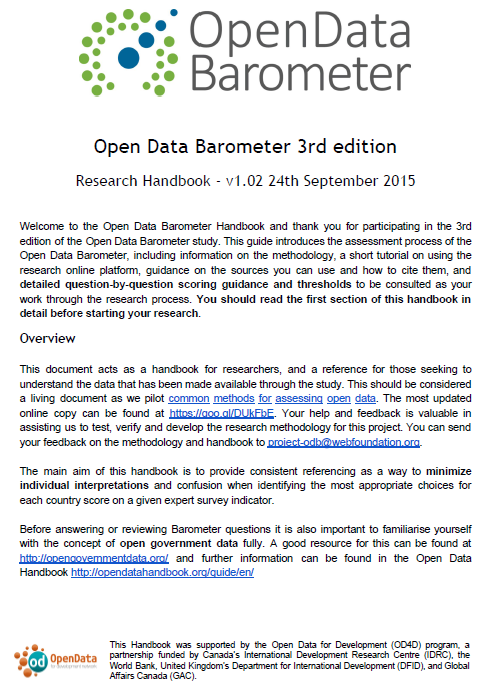 OpenData
Barometer
Open Data Barometer 3rd edition
Research Handbook - v1.02 24th September 2015
Welcome to the Open Data Barometer Handbook and thank you for participating in the 3rd
edition of the Open Data Barometer study. This guide introduces the assessment process of the
Open Data Barometer, including information on the methodology, a short tutorial on using the
research online platform, guidance on the sources you can use and how to cite them, and
detailed question-by-question scoring guidance and thresholds to be consulted as your
work through the research process. You should read the first section of this handbook in
detail before starting your research.
Overview
This document acts as a handbook for researchers, and a reference for those seeking to
understand the data that has been made available through the study. This should be considered
a living document as we pilot common methods for assessing open data. The most updated
online copy can be found at https://goo.gl/DUkFbE. Your help and feedback is valuable in
assisting us to test, verify and develop the research methodology for this project. You can send
your feedback on the methodology and handbook to project-odb@webfoundation.org.
The main aim of this handbook is to provide consistent referencing as a way to minimize
individual interpretations and confusion when identifying the most appropriate choices for
each country score on a given expert survey indicator.
Before answering or reviewing Barometer questions it is also important to familiarise yourself
with the concept of open government data fully. A good resource for this can be found at
http://opengovernmentdata.org/ and further information can be found in the Open Data
Handbook http://opendatahandbook.org/guide/en/
od OpenData
This Handbook was supported by the Open Data for Development (OD4D) program, a
partnership funded by Canada's International Development Research Centre (IDRC), the
World Bank, United Kingdom's Department for International Development (DFID), and Global
Affairs Canada (GAC).